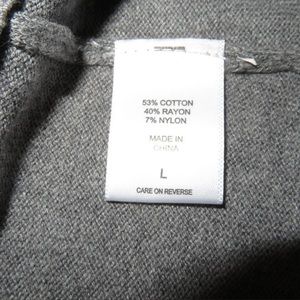 53% COTTON
40% RAYON
7% NYLON
MADE IN
CHINA
L
CARE ON REVERSE